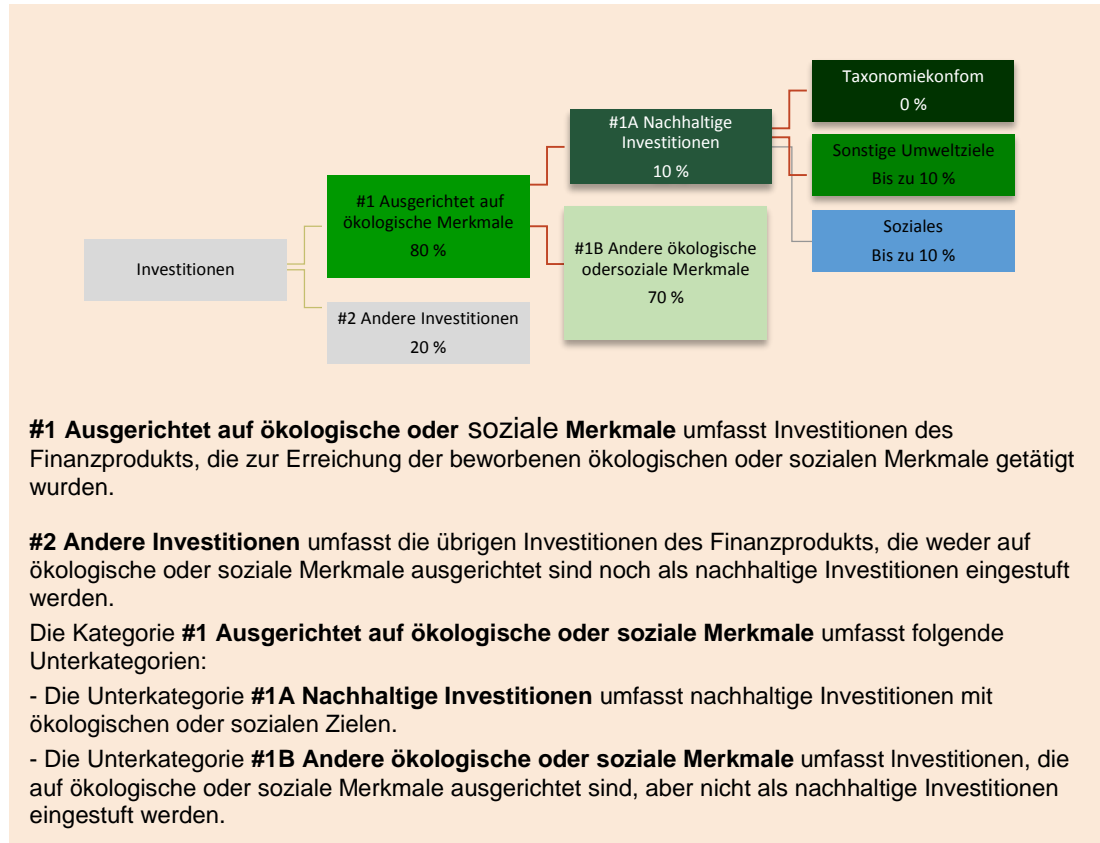 Taxonomiekonfom
0 %
#1A Nachhaltige
Investitionen
10 %
Sonstige Umweltziele
Bis zu 10 %
#1 Ausgerichtet auf
ökologische Merkmale
80 %
Soziales
Bis zu 10 %
#1B Andere ökologische
odersoziale Merkmale
70 %
Investitionen
#2 Andere Investitionen
20 %
#1 Ausgerichtet auf ökologische oder soziale Merkmale umfasst Investitionen des
Finanzprodukts, die zur Erreichung der beworbenen ökologischen oder sozialen Merkmale getätigt
wurden.
#2 Andere Investitionen umfasst die übrigen Investitionen des Finanzprodukts, die weder auf
ökologische oder soziale Merkmale ausgerichtet sind noch als nachhaltige Investitionen eingestuft
werden.
Die Kategorie #1 Ausgerichtet auf ökologische oder soziale Merkmale umfasst folgende
Unterkategorien:
- Die Unterkategorie #1A Nachhaltige Investitionen umfasst nachhaltige Investitionen mit
ökologischen oder sozialen Zielen.
- Die Unterkategorie #1B Andere ökologische oder soziale Merkmale umfasst Investitionen, die
auf ökologische oder soziale Merkmale ausgerichtet sind, aber nicht als nachhaltige Investitionen
eingestuft werden.